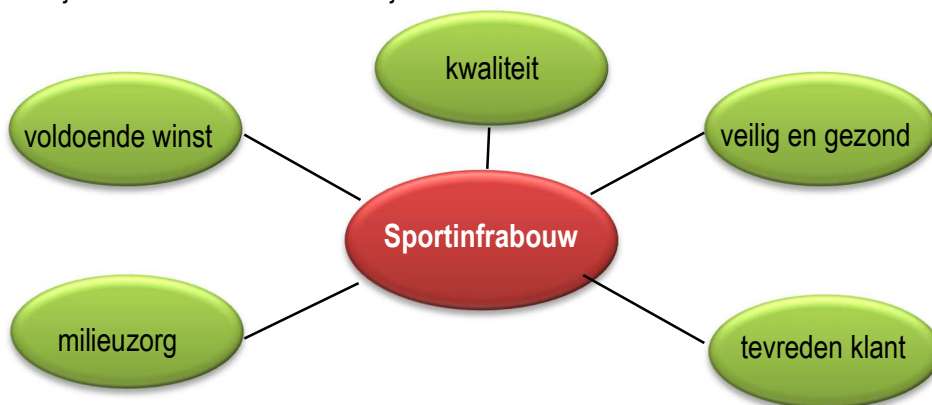 kwaliteit
voldoende winst
veilig en gezond
Sportinfrabouw
milieuzorg
tevreden klant